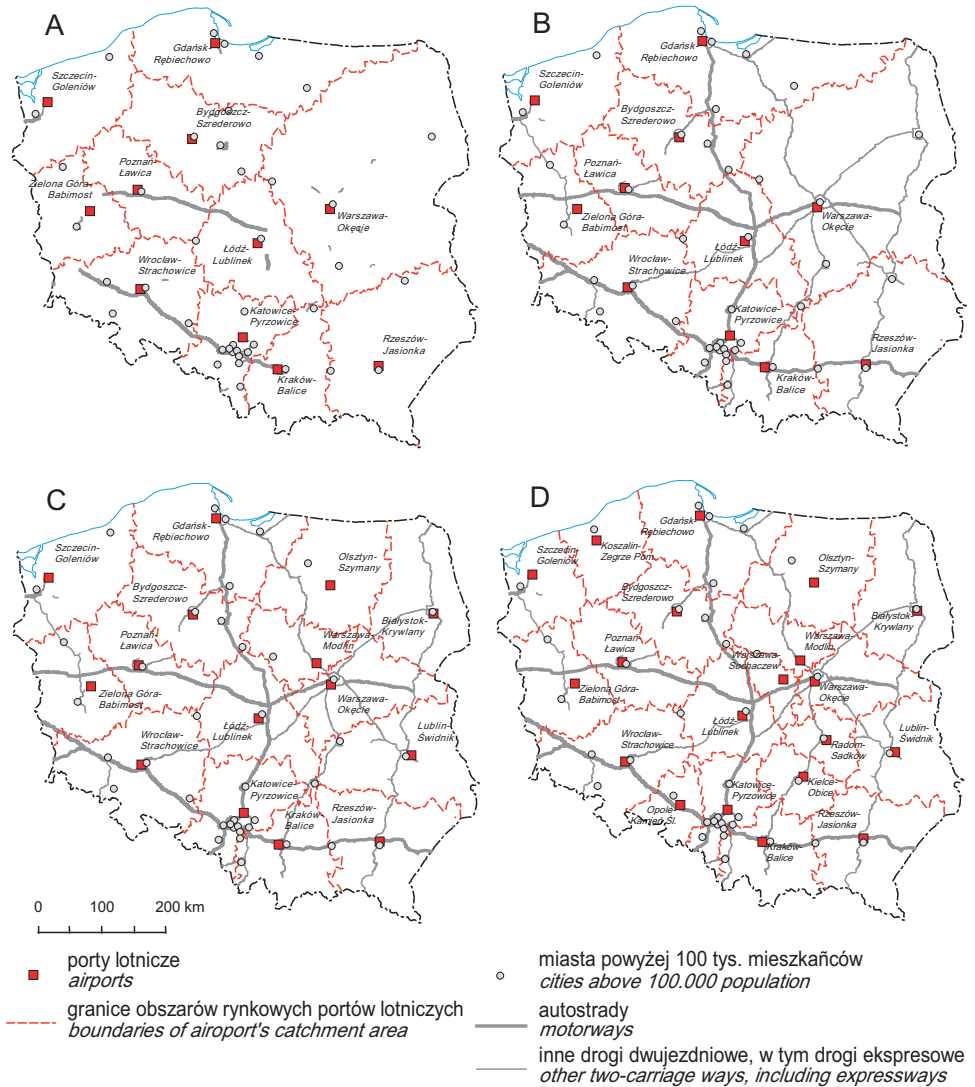 A
Gdańsk-
Rębiechowo
Szczecin
Goleniów
Bydgoszcz-
Szrederowo
Poznań-
Ławica
Zielona Góra-
Babimost
Warszawa-
Okęcie
Łódź-
Lublinek
Wrocław-
Strachowice
Katowice-
Pyrzowice
Rzeszów-
Jasionka
Kraków-
Balice
B
Gdańsk-
Rębiechowo
Szczecin-
Goleniów
Bydgoszcz-
Szrederowo
Poznań-
Ławica
Zielona Góra-
Babimost
Warszawa-
Okęcie
Łódź-
Lublinek
Wrocław-
Strachowice
Katowice-
Pyrzowice
Rzeszów-
Jasionka
Kraków-
Balice
C
Gdańsk-
Rębiechowo
Szczecin-
Goleniów
Olsztyn-
Szymany
Bydgoszcz-
Szrederowo
Białystok-
Krywlany
Poznań-
Ławica
Warszawa-
Modlin
Zielona Góra-
Babimost
Warszawa-
Okęcie
Łódź-
Lublinek
Lublin-
Świdnik
Wrocław-
Strachowice
Katowice-
Pyrzowice
Kraków
Balice
Rzeszów-
Jasionka
D
Gdańsk-
Rębiechowo
Koszalin-
Zegrze Pom.
Szczecin-
Goleniów
Olsztyn-
Szymany
Bydgoszcz-
Szrederowo
Białystok-
Krywlany
Poznań-
Ławica
Warszawa-
Modlin
Warszawa-
Sochaczew
Zielona Góra-
Babimost
Warszawa-
Okęcie
Łódź-
Lublinek
Lublin-
Świdnik
Radom-
Sadków
Wrocław-
Strachowice
Katowice-
Pyrzowice
Kielce-
Obice
Opole-
Kamień Śl.
Rzeszów-
Jasionka
Kraków-
Balice
0 100 200 km
porty lotnicze
airports
granice obszarów rynkowych portów lotniczych
boundaries of airoport's catchment area
miasta powyżej 100 tys. mieszkańców
cities above 100.000 population
autostrady
motorways
inne drogi dwujezdniowe, w tym drogi ekspresowe
other two-carriage ways, including expressways